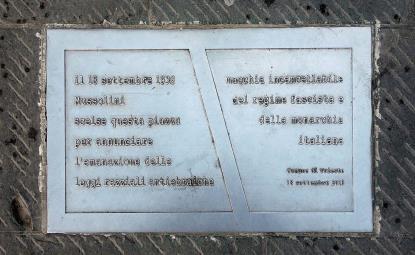 il 18 settembre 1938
Mussolini
scelse questa piazza
per annunciare
l'emanazione delle
leggi razziali antiebraiche
macchia incancellabile
del regime fascista e
della monarchia
italiana
Comune di Trieste
18 settembre 2013